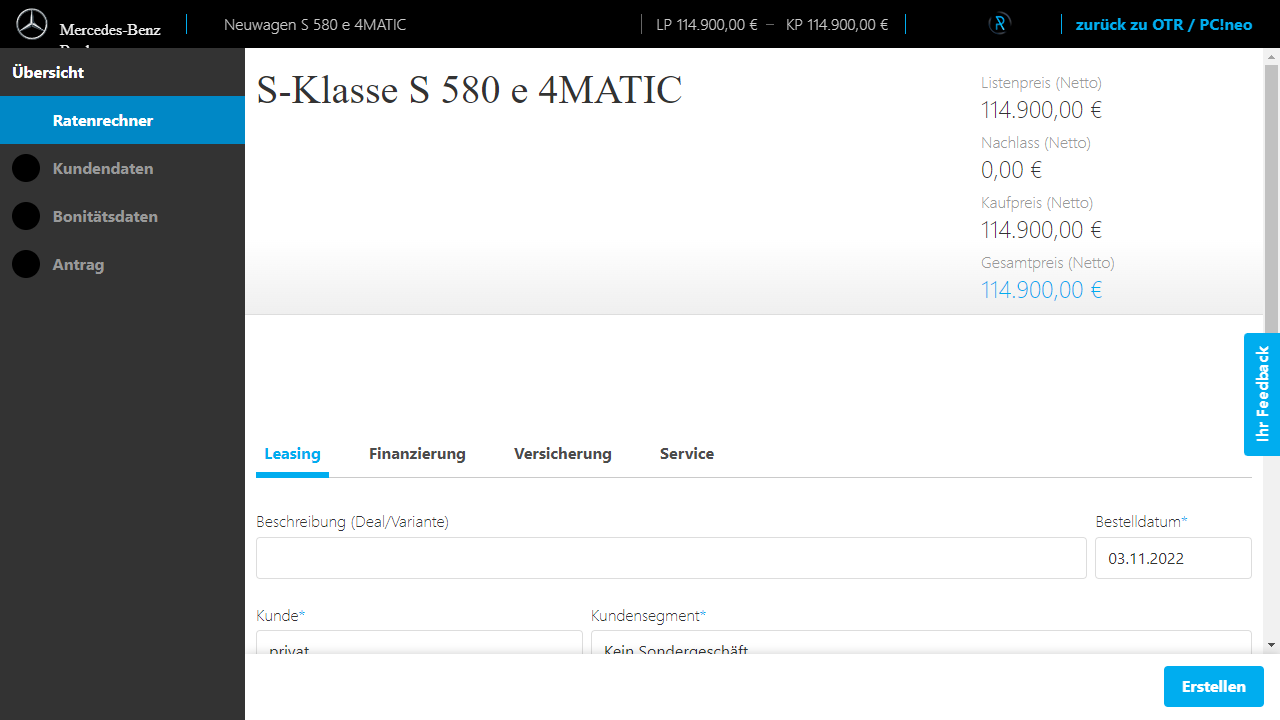 Mercedes-Benz
Neuwagen S 580 e 4MATIC
LP 114.900,00 € – KP 114.900,00 €
zurück zu OTR / PC!neo
Übersicht
Ratenrechner
Kundendaten
Bonitätsdaten
Antrag
S-Klasse S 580 e 4MATIC
Listenpreis (Netto)
114.900,00 €
Nachlass (Netto)
0,00 €
Kaufpreis (Netto)
114.900,00 €
Gesamtpreis (Netto)
114.900,00 €
Ihr Feedback
Leasing Finanzierung Versicherung Service
Beschreibung (Deal/Variante) Bestelldatum*
03.11.2022
Kunde* Kundensegment*
privat Kein Sondergeschäft
Erstellen